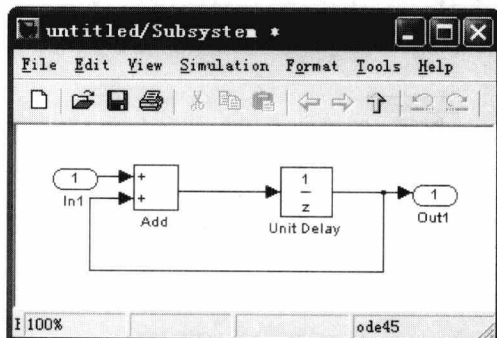 untitled/Subsystem *
File Edit View Simulation Format Tools Help
1
In1
+
+
Add
1
z
Unit Delay
1
Out1
100%
ode45